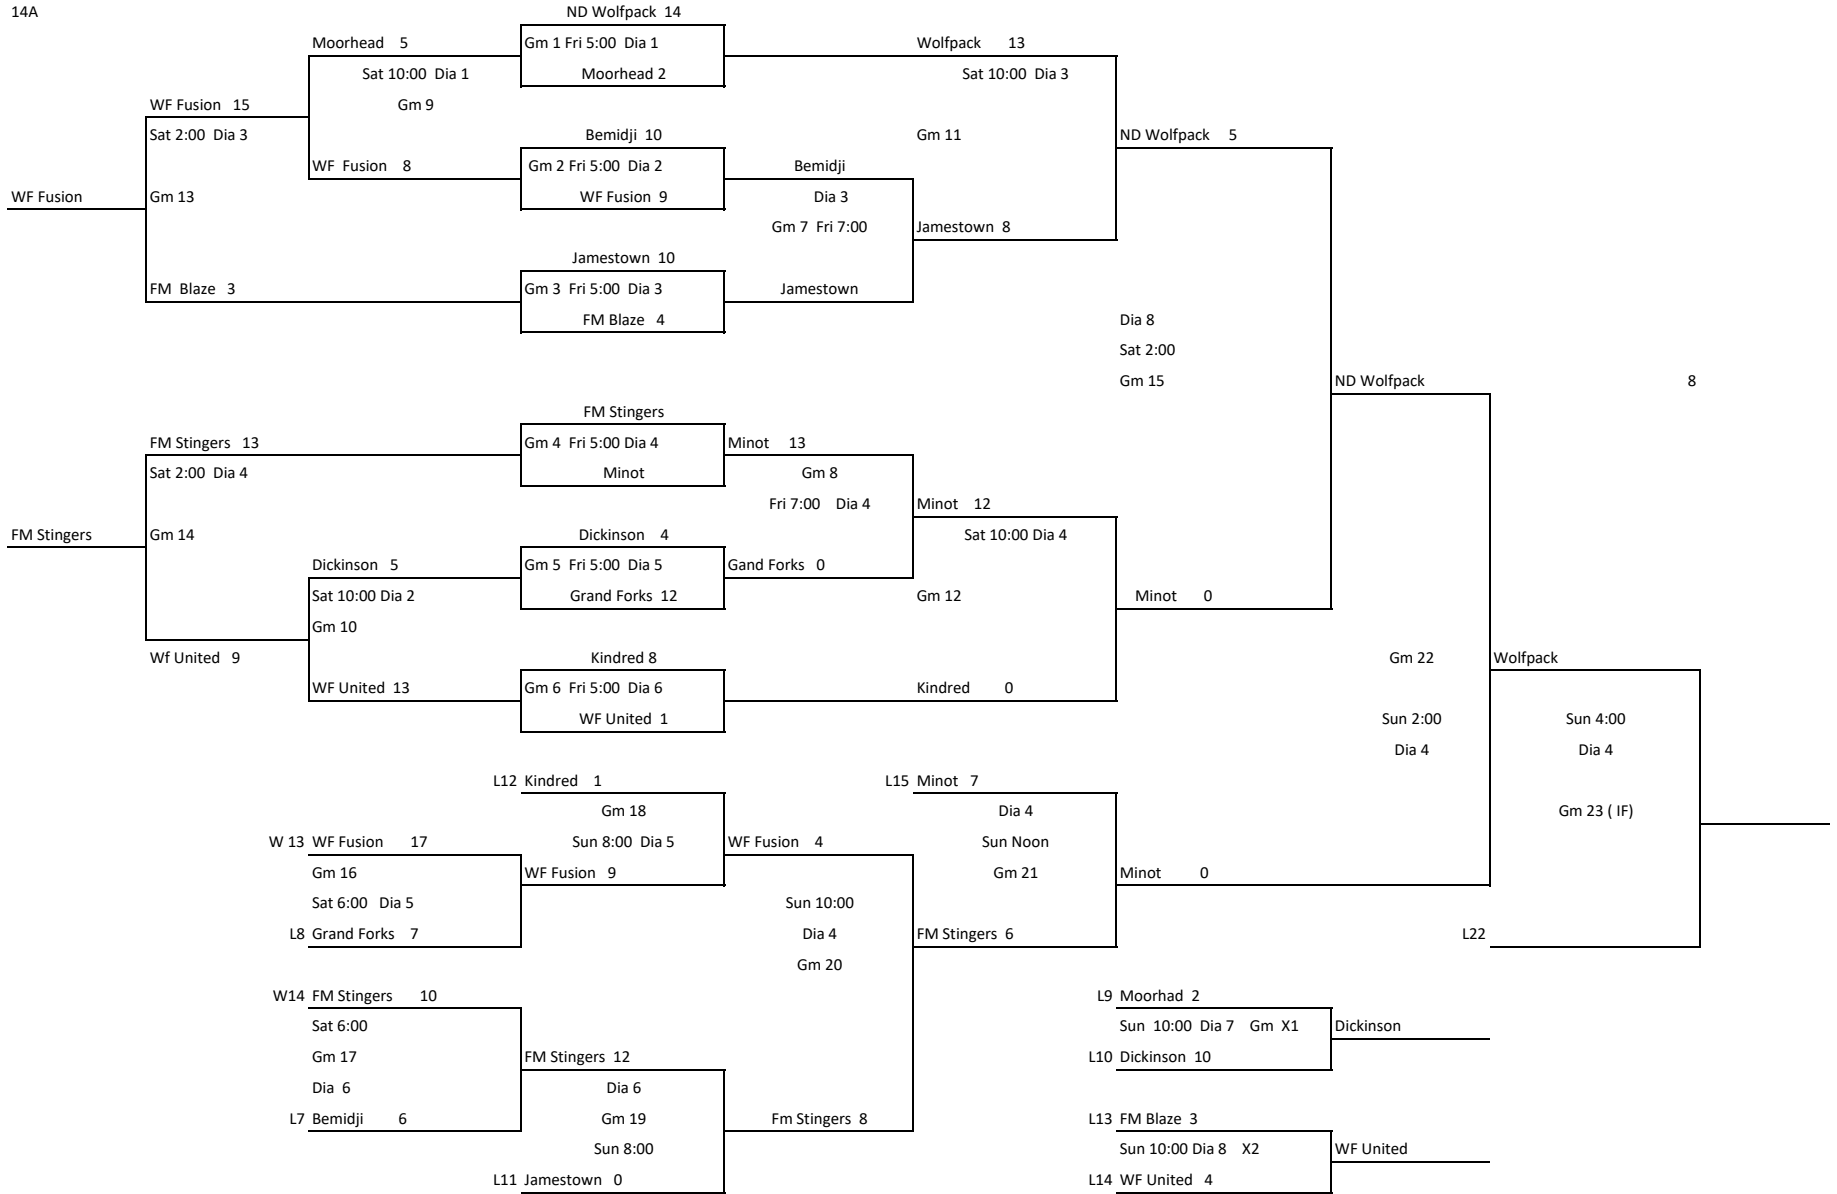 14A
ND Wolfpack 14
Moorhead 5
Gm 1 Fri 5:00 Dia 1
Wolfpack 13
Sat 10:00 Dia 1
Moorhead 2
Sat 10:00 Dia 3
WF Fusion 15
Gm 9
Sat 2:00 Dia 3
Bemidji 10
Gm 11
ND Wolfpack 5
WF Fusion 8
Gm 2 Fri 5:00 Dia 2
Bemidji
WF Fusion
Gm 13
WF Fusion 9
Dia 3
Gm 7 Fri 7:00
Jamestown 8
Jamestown 10
FM Blaze 3
Gm 3 Fri 5:00 Dia 3
Jamestown
FM Blaze 4
Dia 8
Sat 2:00
Gm 15
ND Wolfpack
8
FM Stingers
FM Stingers 13
Gm 4 Fri 5:00 Dia 4
Minot 13
Sat 2:00 Dia 4
Minot
Gm 8
Fri 7:00 Dia 4
Minot 12
FM Stingers
Gm 14
Dickinson 4
Sat 10:00 Dia 4
Dickinson 5
Gm 5 Fri 5:00 Dia 5
Gand Forks 0
Sat 10:00 Dia 2
Grand Forks 12
Gm 12
Minot 0
Gm 10
Wf United 9
Kindred 8
Gm 22
Wolfpack
WF United 13
Gm 6 Fri 5:00 Dia 6
Kindred 0
WF United 1
Sun 2:00
Sun 4:00
Dia 4
Dia 4
L12 Kindred 1
L15 Minot 7
Gm 18
Dia 4
Gm 23 ( IF)
W 13 WF Fusion 17
Sun 8:00 Dia 5
WF Fusion 4
Sun Noon
Gm 16
WF Fusion 9
Gm 21
Minot 0
Sat 6:00 Dia 5
Sun 10:00
L8 Grand Forks 7
Dia 4
FM Stingers 6
L22
Gm 20
W14 FM Stingers 10
L9 Moorhad 2
Sat 6:00
Sun 10:00 Dia 7 Gm X1
Dickinson
Gm 17
FM Stingers 12
L10 Dickinson 10
Dia 6
Dia 6
L7 Bemidji 6
Gm 19
Fm Stingers 8
L13 FM Blaze 3
Sun 8:00
Sun 10:00 Dia 8 X2
WF United
L11 Jamestown 0
L14 WF United 4